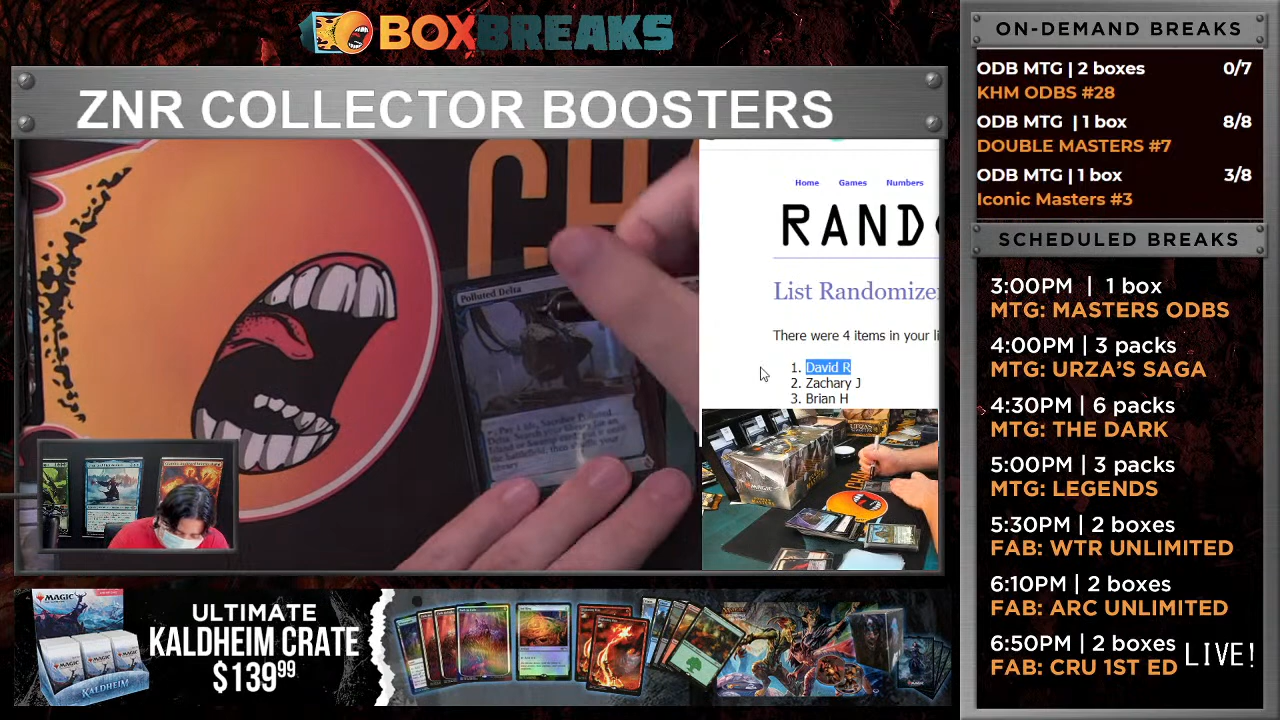 BOXBREAKS
ZNR COLLECTOR BOOSTERS
CH
Polluted Delta
Home Games Numbers
RAND
List Randomize
There were 4 items in your li
1. David R
2. Zachary J
3. Brian H
ULTIMATE
KALDHEIM CRATE
$139.99
MAGIC
KALDHEIM
ON-DEMAND BREAKS
ODB MTG | 2 boxes 0/7
KHM ODBS #28
ODB MTG | 1 box 8/8
DOUBLE MASTERS #7
ODB MTG | 1 box 3/8
Iconic Masters #3
SCHEDULED BREAKS
3:00PM | 1 box
MTG: MASTERS ODBS
4:00PM | 3 packs
MTG: URZA'S SAGA
4:30PM | 6 packs
MTG: THE DARK
5:00PM | 3 packs
MTG: LEGENDS
5:30PM | 2 boxes
FAB: WTR UNLIMITED
6:10PM | 2 boxes
FAB: ARC UNLIMITED
6:50PM | 2 boxes
FAB: CRU 1ST ED
LIVE!